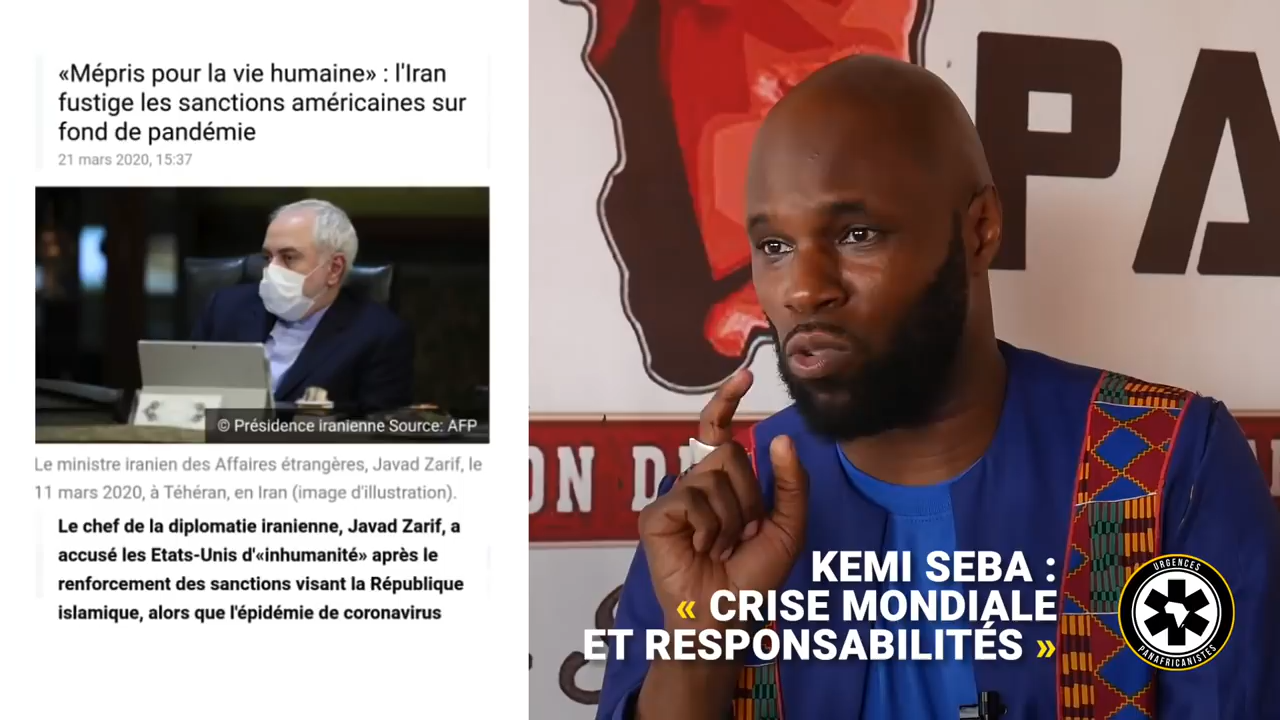 «Mépris pour la vie humaine» : l'Iran
fustige les sanctions américaines sur
fond de pandémie
21 mars 2020, 15:37
© Présidence iranienne Source: AFP
Le ministre iranien des Affaires étrangères, Javad Zarif, le
11 mars 2020, à Téhéran, en Iran (image d'illustration).
Le chef de la diplomatie iranienne, Javad Zarif, a
accusé les Etats-Unis d'«inhumanité» après le
renforcement des sanctions visant la République
islamique, alors que l'épidémie de coronavirus
PA
ON D
KEMI SEBA :
« CRISE MONDIALE
ET RESPONSABILITÉS »
URGENCES
PANAFRICANISTES